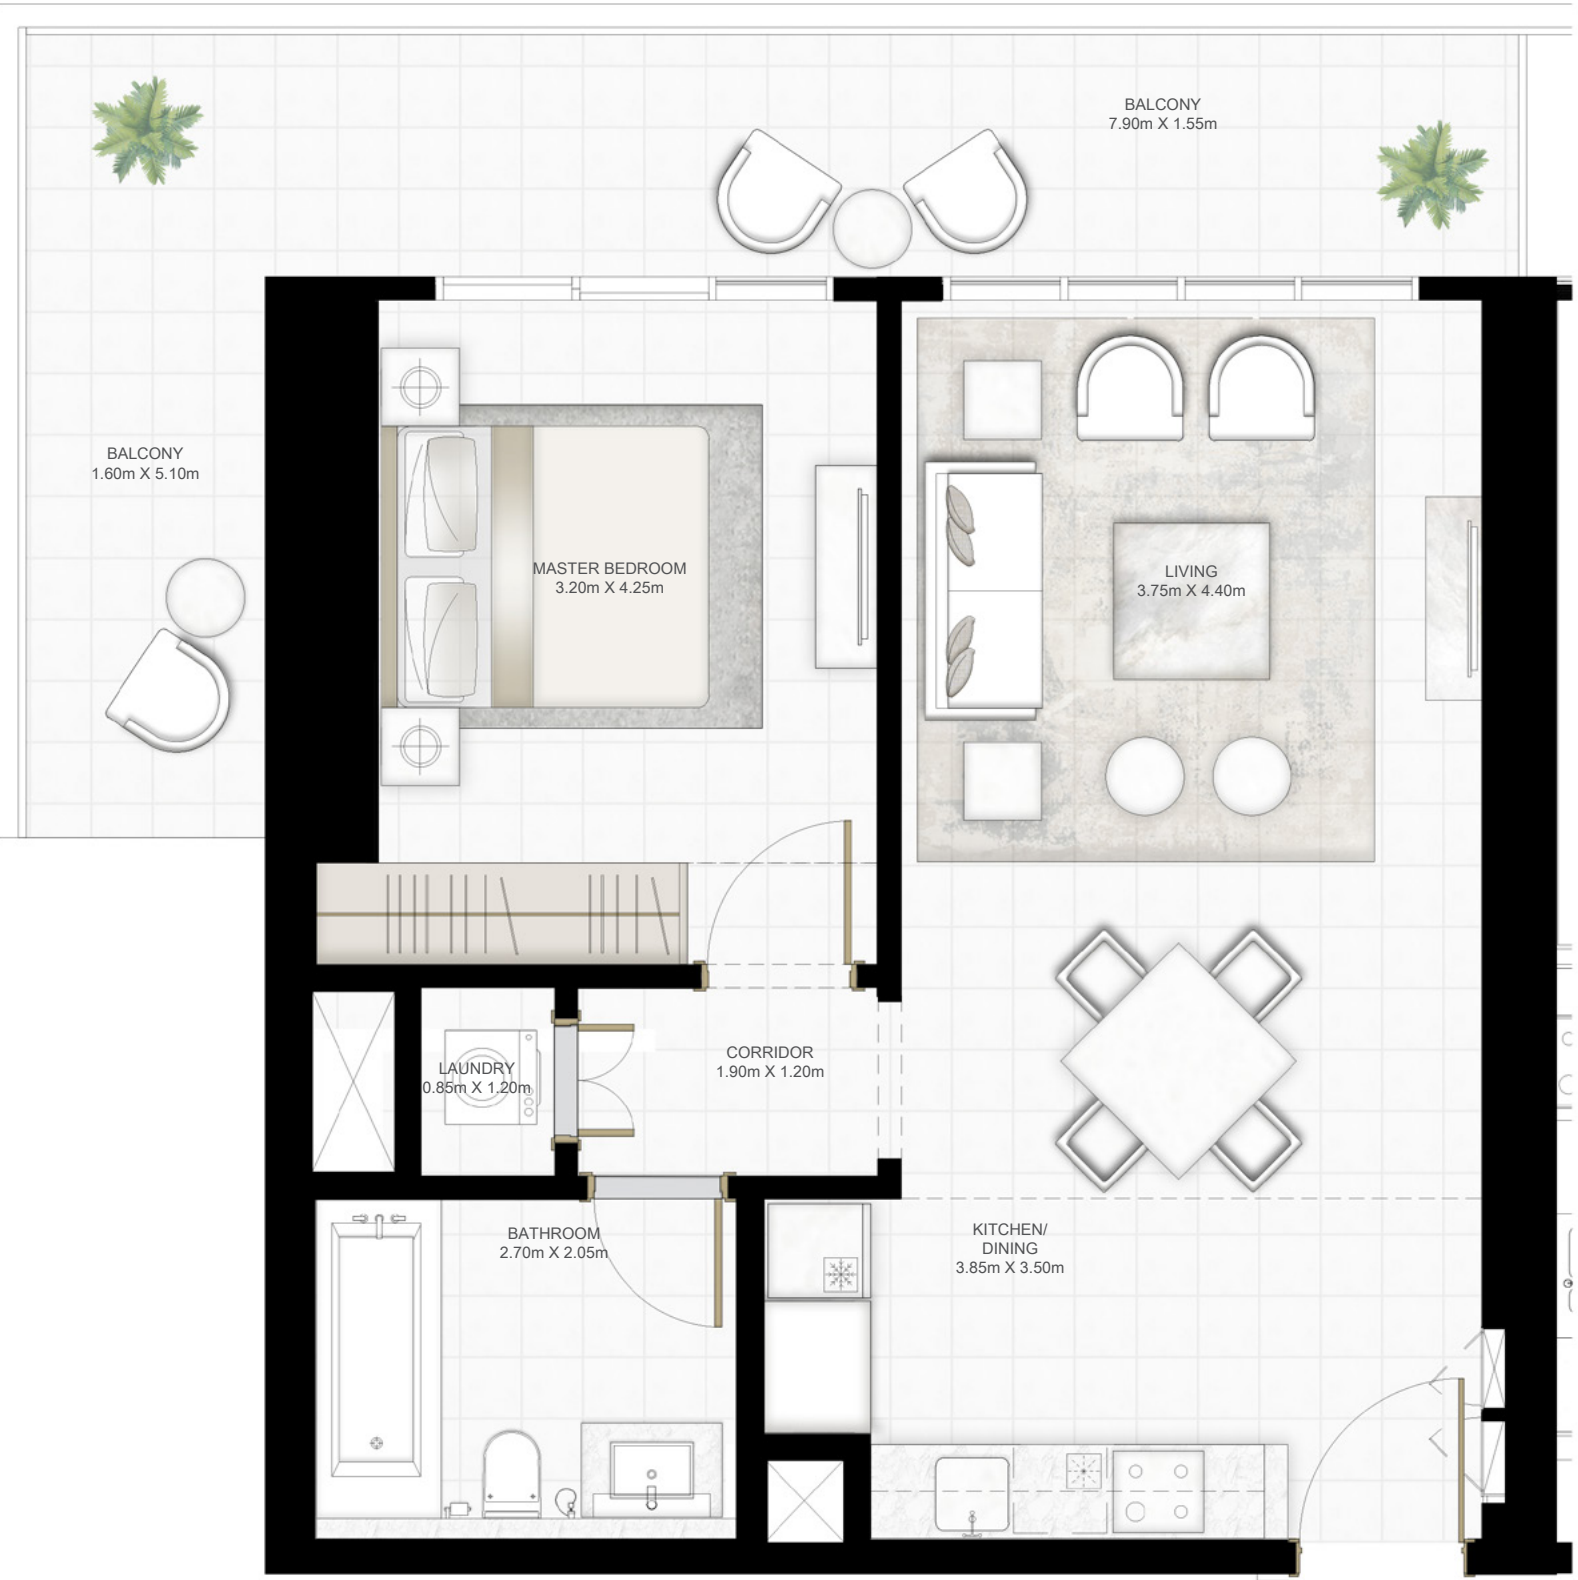 BALCONY
7.90m X 1.55m
BALCONY
1.60m X 5.10m
MASTER BEDROOM
3.20m X 4.25m
LIVING
3.75m X 4.40m
CORRIDOR
1.90m X 1.20m
LAUNDRY
0.85m X 1.20m
BATHROOM
2.70m X 2.05m
KITCHEN/
DINING
3.85m X 3.50m